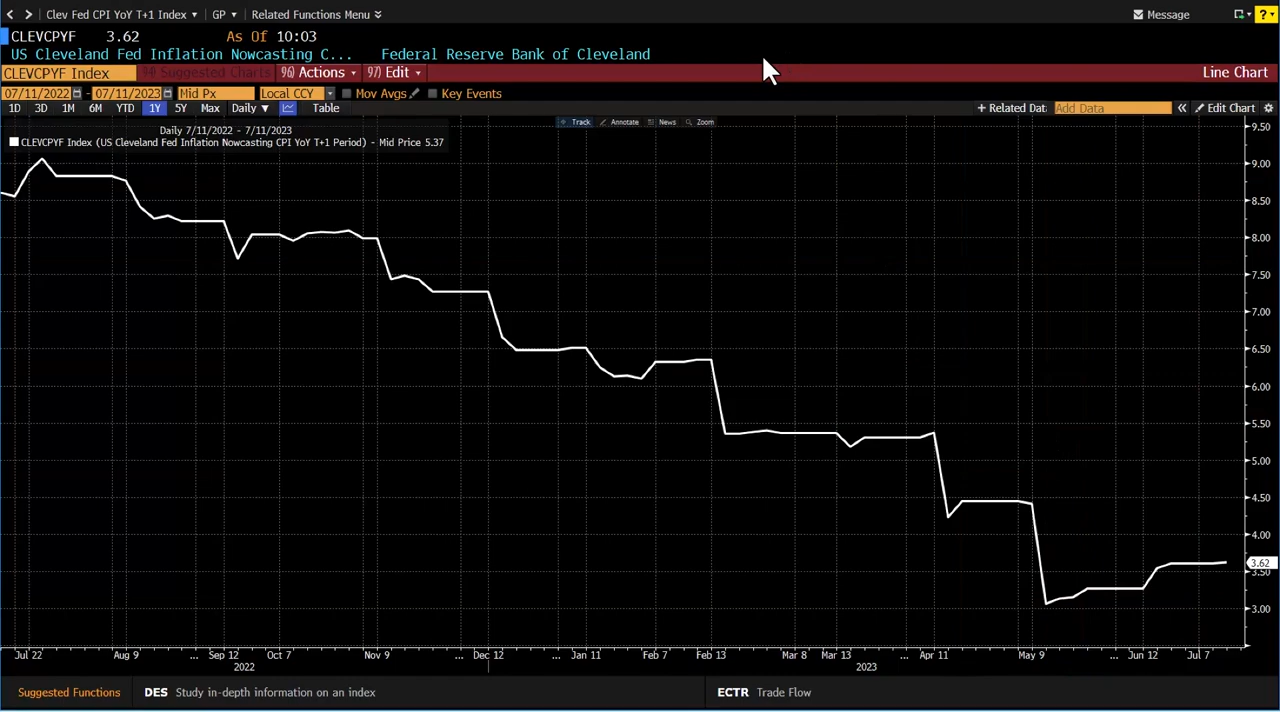 Clev Fed CPI YoY T+1 Index GP Related Functions Menu Message ?
CLEVCPYF 3.62 As Of 10:03
US Cleveland Fed Inflation Nowcasting C... Federal Reserve Bank of Cleveland
CLEVCPYF Index 94) Suggested Charts 96) Actions 97) Edit Line Chart
07/11/2022 - 07/11/2023 Mid Px Local CCY Mov Avgs Key Events
1D 3D 1M 6M YTD 1Y 5Y Max Daily Table + Related Dat Add Data Edit Chart
Track Annotate News Zoom
Daily 7/11/2022 - 7/11/2023
CLEVCPYF Index (US Cleveland Fed Inflation Nowcasting CPI YoY T+1 Period) - Mid Price 5.37
9.50
9.00
8.50
8.00
7.50
7.00
6.50
6.00
5.50
5.00
4.50
4.00
3.62
3.50
3.00
Jul 22 Aug 9 ... Sep 12 Oct 7 Nov 9 ... Dec 12 ... Jan 11 Feb 7 Feb 13 Mar 8 Mar 13 ... Apr 11 May 9 ... Jun 12 Jul 7
2022 2023
Suggested Functions DES Study in-depth information on an index ECTR Trade Flow